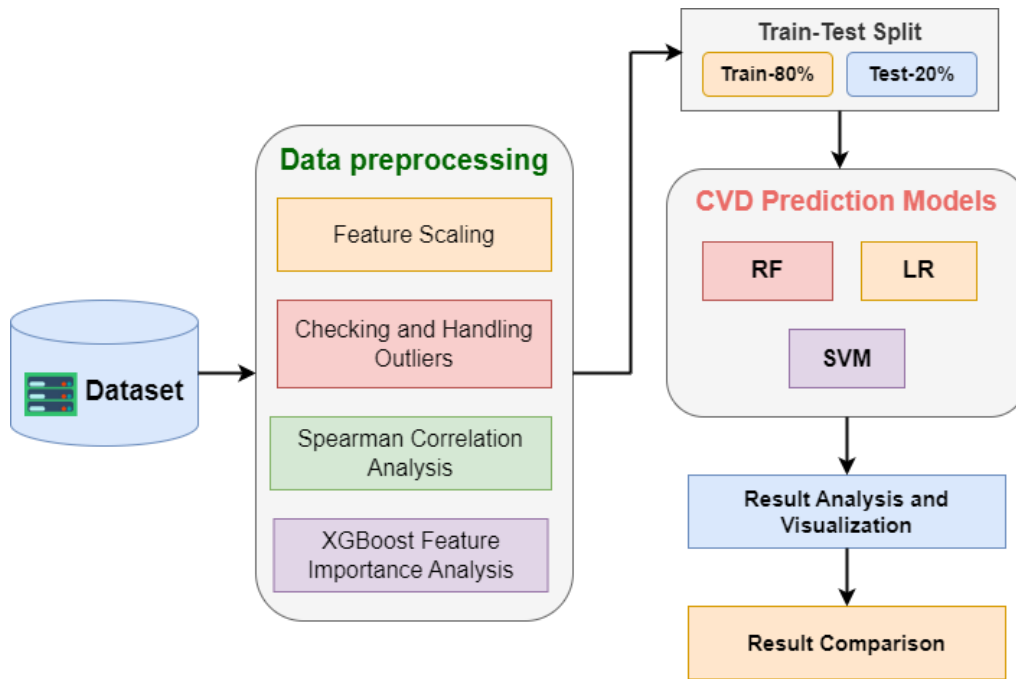 Dataset
Data preprocessing
Feature Scaling
Checking and Handling
Outliers
Spearman Correlation
Analysis
XGBoost Feature
Importance Analysis
Train-Test Split
Train-80%
Test-20%
CVD Prediction Models
RF
LR
SVM
Result Analysis and
Visualization
Result Comparison